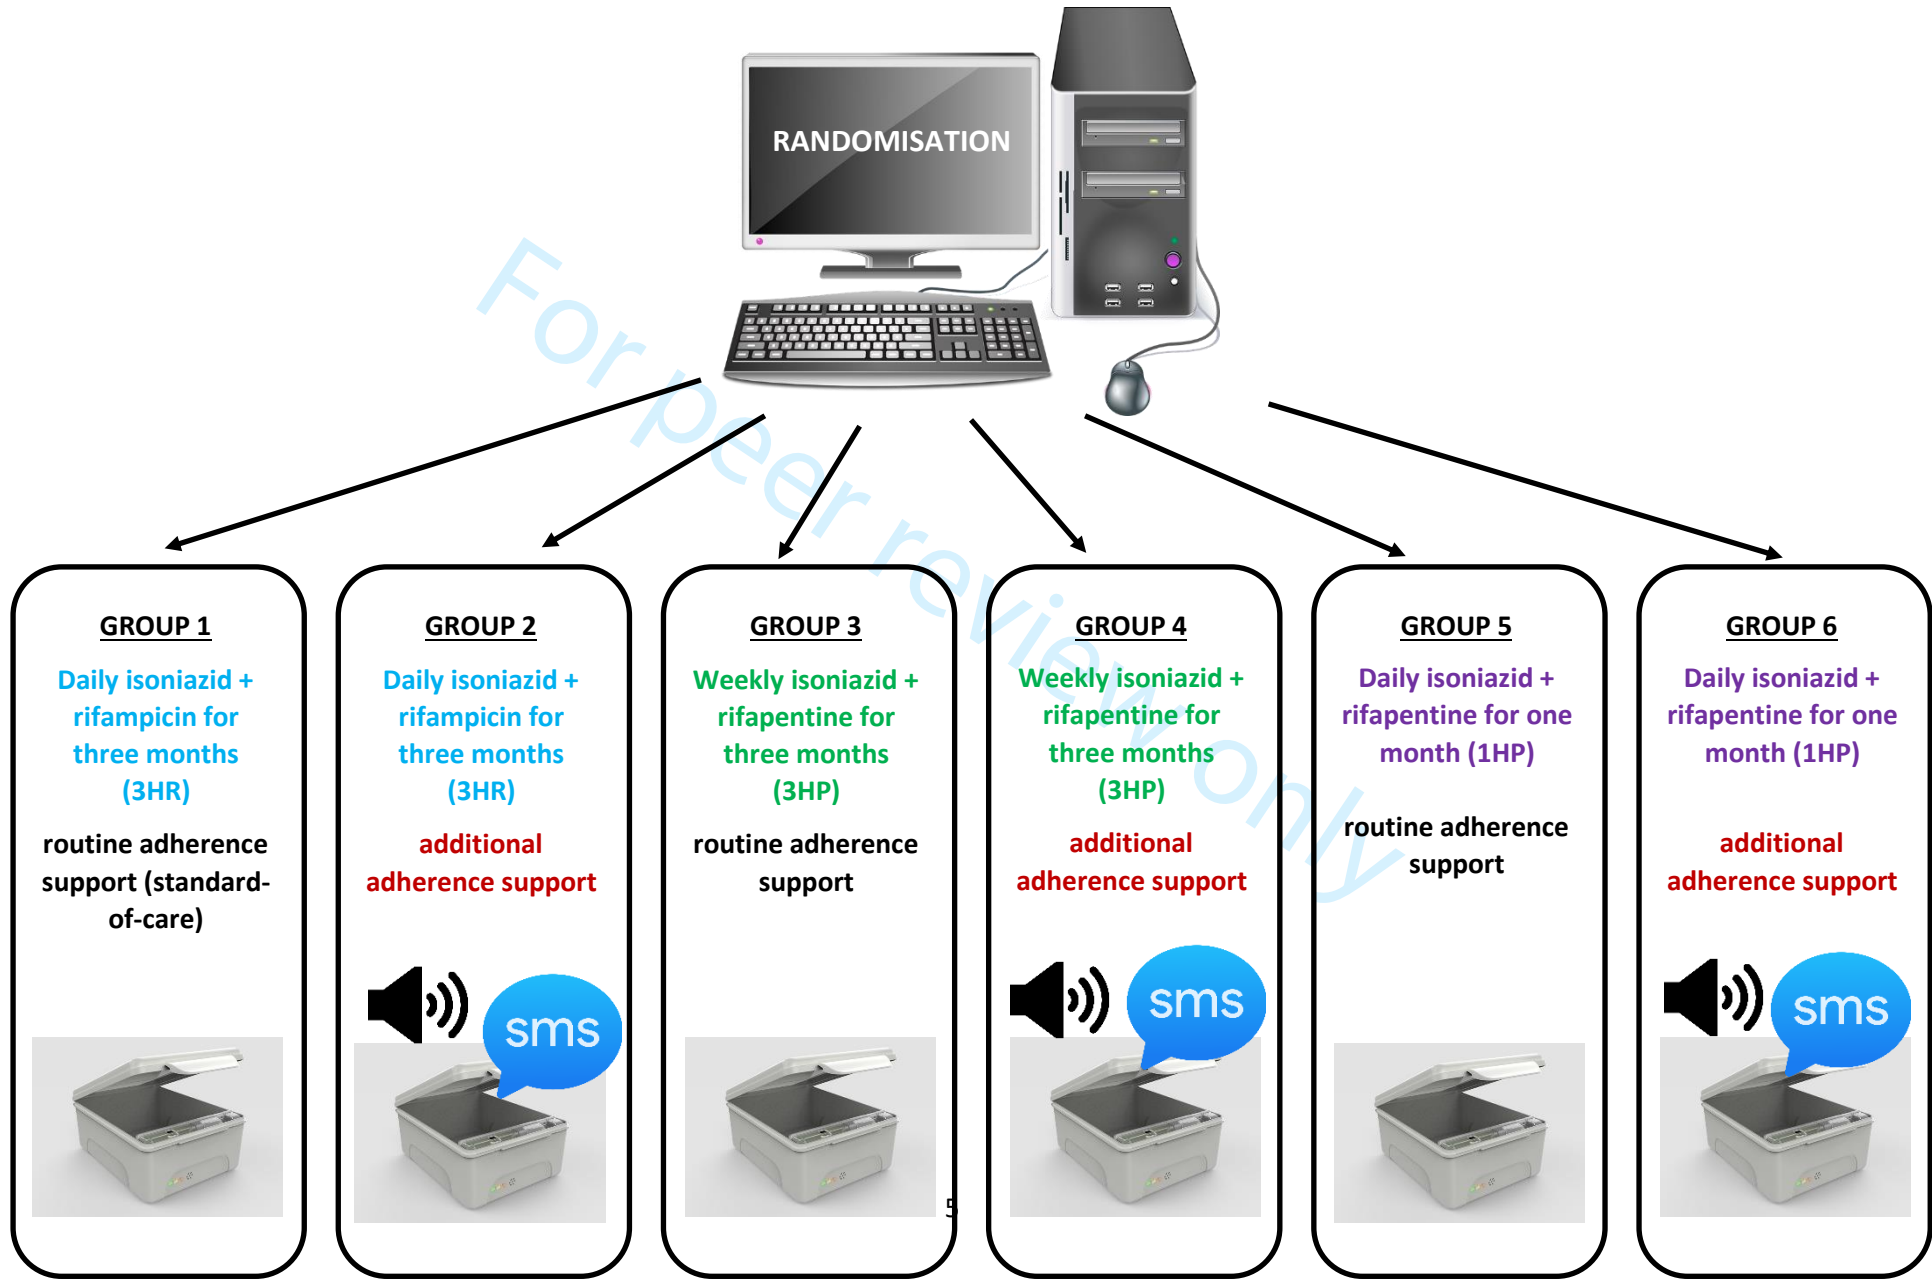 RANDOMISATION
For peer review only
GROUP 1
Daily isoniazid +
rifampicin for
three months
(3HR)
routine adherence
support (standard-
of-care)
GROUP 2
Daily isoniazid +
rifampicin for
three months
(3HR)
additional
adherence support
sms
GROUP 3
Weekly isoniazid +
rifapentine for
three months
(3HP)
routine adherence
support
GROUP 4
Weekly isoniazid +
rifapentine for
three months
(3HP)
additional
adherence support
sms
GROUP 5
Daily isoniazid +
rifapentine for one
month (1HP)
routine adherence
support
GROUP 6
Daily isoniazid +
rifapentine for one
month (1HP)
additional
adherence support
sms
5